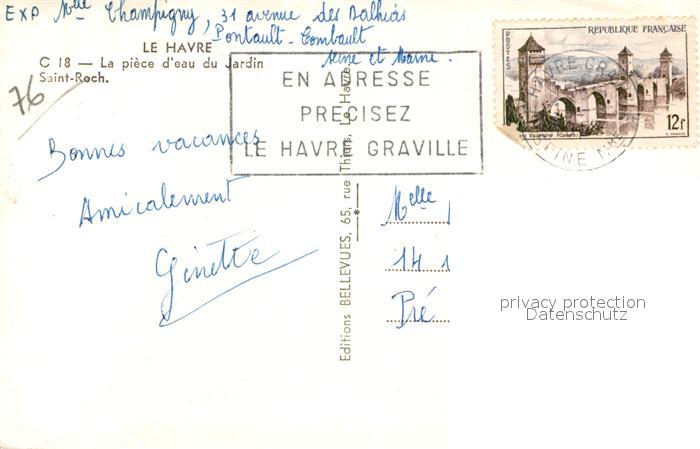 EXP Melle Champigny, 31 avenue des Dalhias
Pontault-Combault
Seine et Marne.
LE HAVRE
C 18 — La pièce d'eau du Jardin
Saint-Roch.
76
EN ADRESSE
PRECISEZ
LE HAVRE GRAVILLE
POSTES
REPUBLIQUE FRANÇAISE
12F
HAVRE GRA
Bonnes vacances
Amicalement
Ginette
Editions BELLEVUES, 65, rue Thiers, Le Havre
Melle
14 1
Pré
privacy protection
Datenschutz